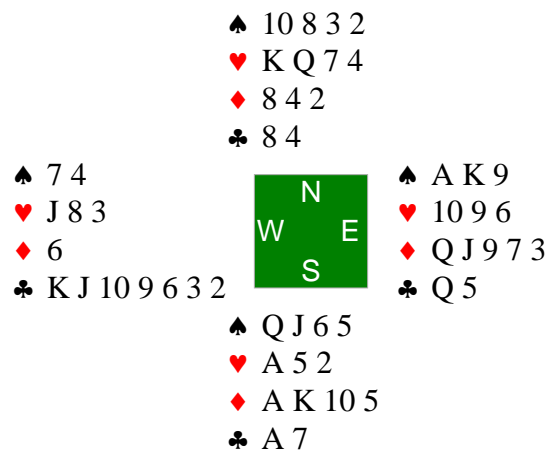 ♠ 10 8 3 2
♥ K Q 7 4
♦ 8 4 2
♣ 8 4
♠ 7 4
♥ J 8 3
♦ 6
♣ K J 10 9 6 3 2
N
W E
S
♠ A K 9
♥ 10 9 6
♦ Q J 9 7 3
♣ Q 5
♠ Q J 6 5
♥ A 5 2
♦ A K 10 5
♣ A 7